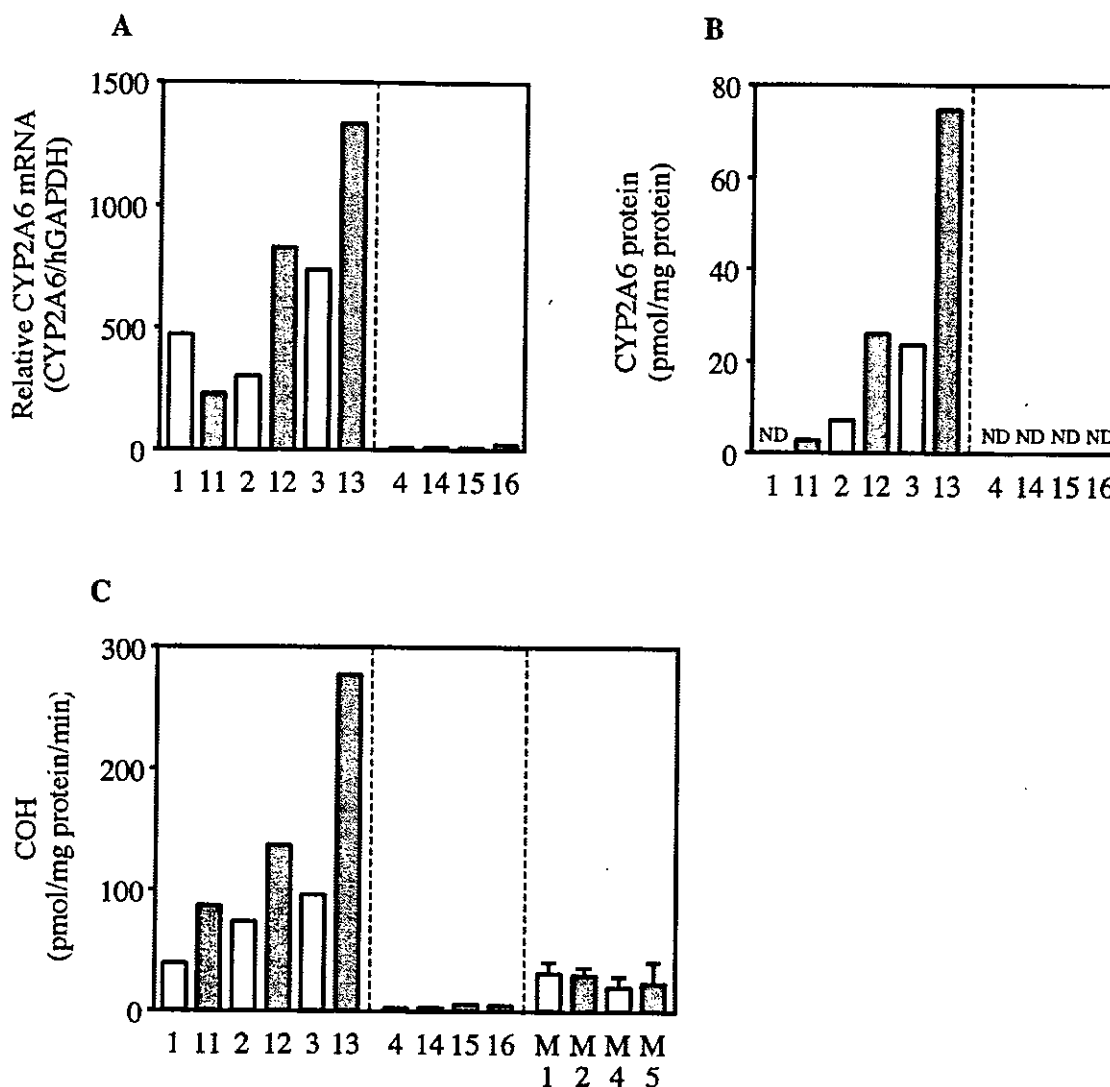 A
Relative CYP2A6 mRNA
(CYP2A6/hGAPDH)
1500
1000
500
0
1 11 2 12 3 13 4 14 15 16
B
CYP2A6 protein
(pmol/mg protein)
80
60
40
20
0
ND ND ND ND ND
1 11 2 12 3 13 4 14 15 16
C
COH
(pmol/mg protein/min)
300
200
100
0
1 11 2 12 3 13 4 14 15 16 M M M M
1 2 4 5